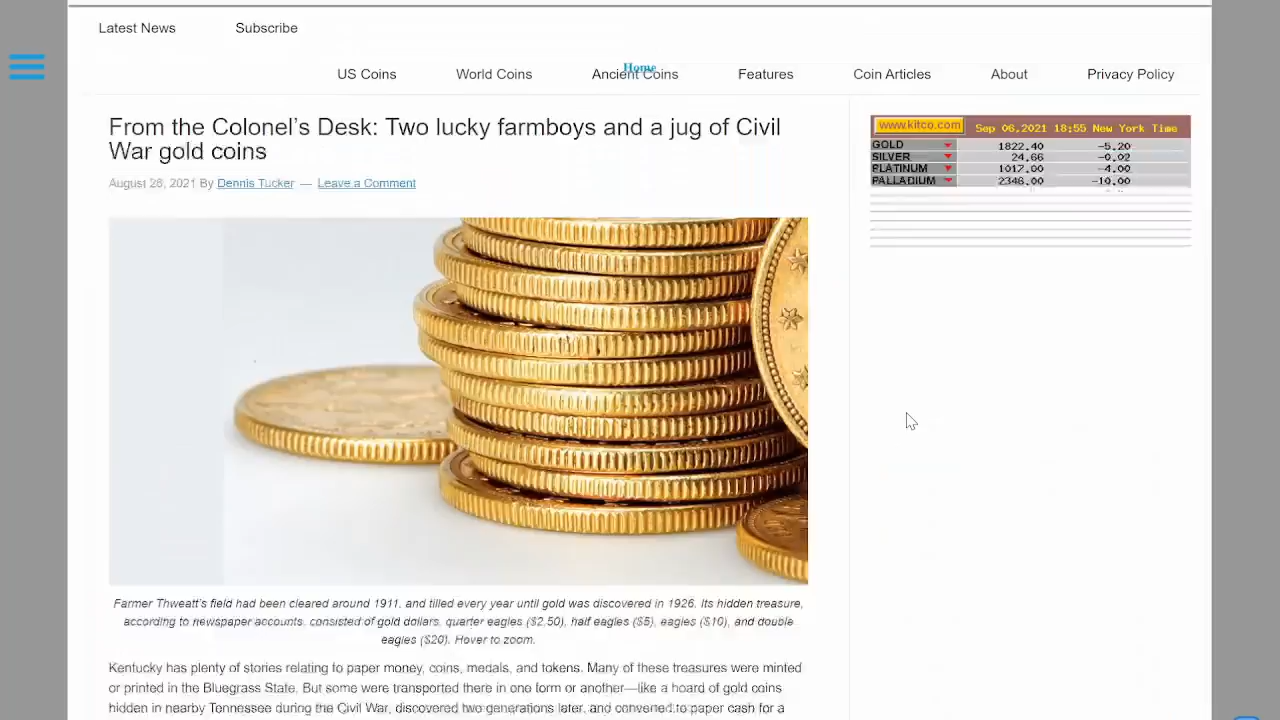 Latest News Subscribe
Home
US Coins World Coins Ancient Coins Features Coin Articles About Privacy Policy
From the Colonel's Desk: Two lucky farmboys and a jug of Civil
War gold coins
August 26, 2021 By Dennis Tucker — Leave a Comment
www.kitco.com Sep 06,2021 18:55 New York Time
GOLD 1822.40 -5.20
SILVER 24.66 -0.02
PLATINUM 1017.00 -4.00
PALLADIUM 2346.00 -10.00
Farmer Thweatt's field had been cleared around 1911, and tilled every year until gold was discovered in 1926. Its hidden treasure,
according to newspaper accounts, consisted of gold dollars, quarter eagles ($2.50), half eagles ($5), eagles ($10), and double
eagles ($20). Hover to zoom.
Kentucky has plenty of stories relating to paper money, coins, medals, and tokens. Many of these treasures were minted
or printed in the Bluegrass State. But some were transported there in one form or another—like a hoard of gold coins
hidden in nearby Tennessee during the Civil War, discovered two generations later, and converted to paper cash for a